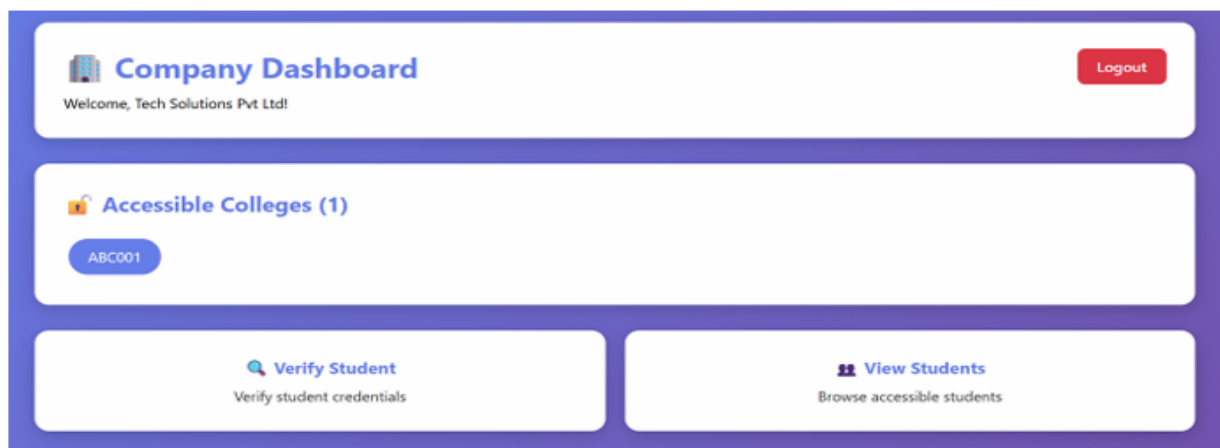 Company Dashboard
Logout
Welcome, Tech Solutions Pvt Ltd!
Accessible Colleges (1)
ABC001
Verify Student
Verify student credentials
View Students
Browse accessible students